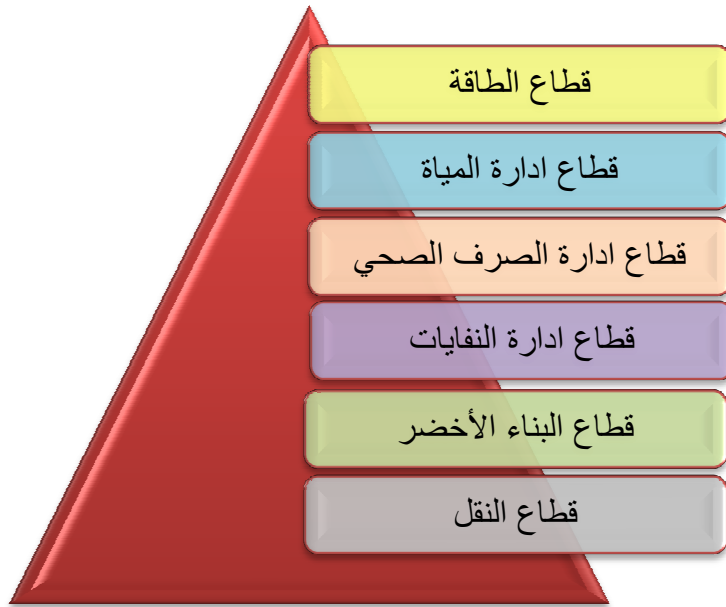 قطاع الطاقة
قطاع ادارة المياة
قطاع ادارة الصرف الصحي
قطاع ادارة النفايات
قطاع البناء الأخضر
قطاع النقل